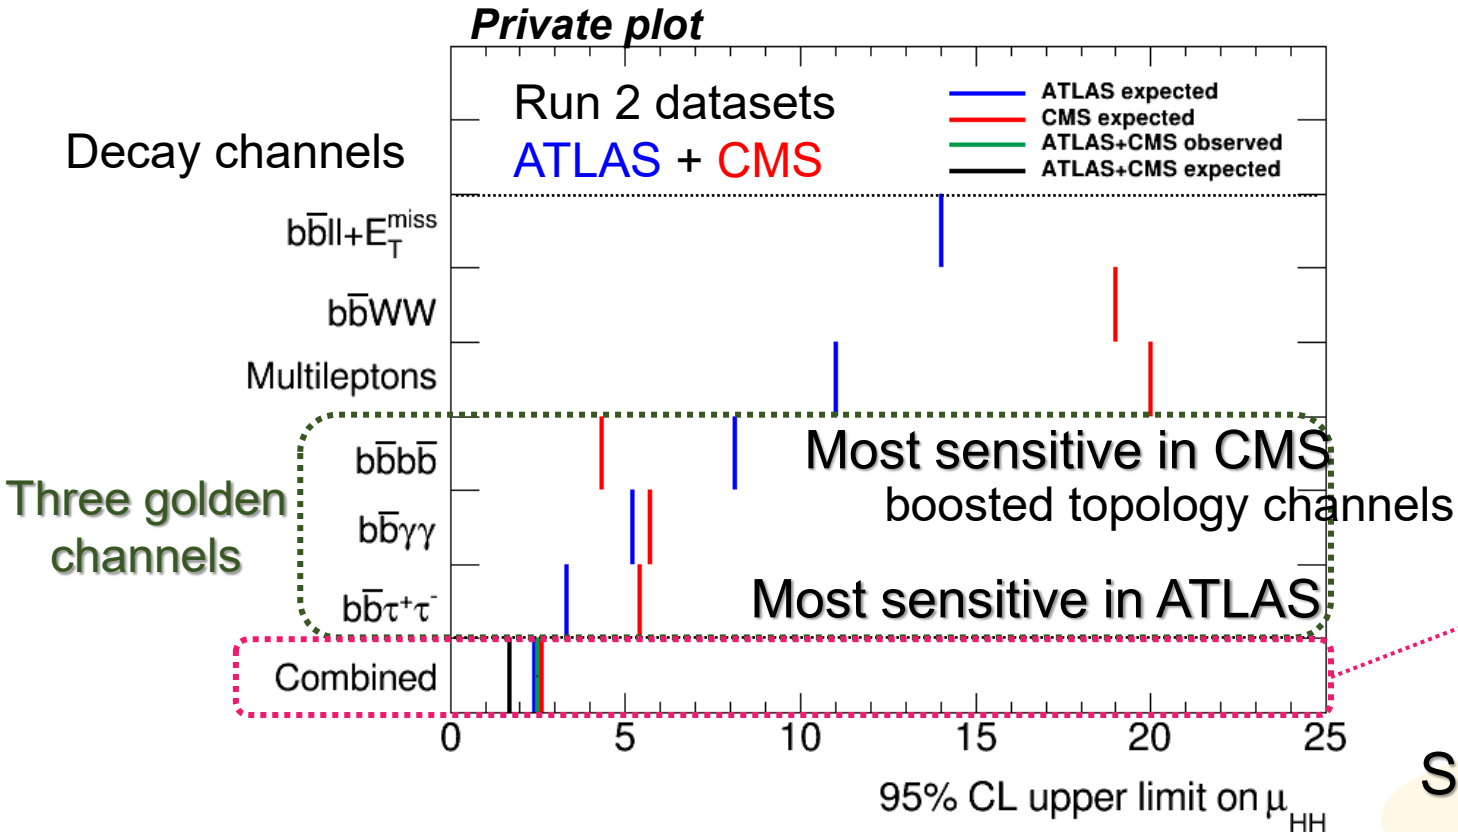 Private plot
Run 2 datasets
ATLAS + CMS
ATLAS expected
CMS expected
ATLAS+CMS observed
ATLAS+CMS expected
Decay channels
bb̅ll+E_T^miss
bb̅WW
Multileptons
bb̅bb̅
bb̅γγ
bb̅τ⁺τ⁻
Combined
Three golden
channels
Most sensitive in CMS
boosted topology channels
Most sensitive in ATLAS
0 5 10 15 20 25
95% CL upper limit on μ_HH
S